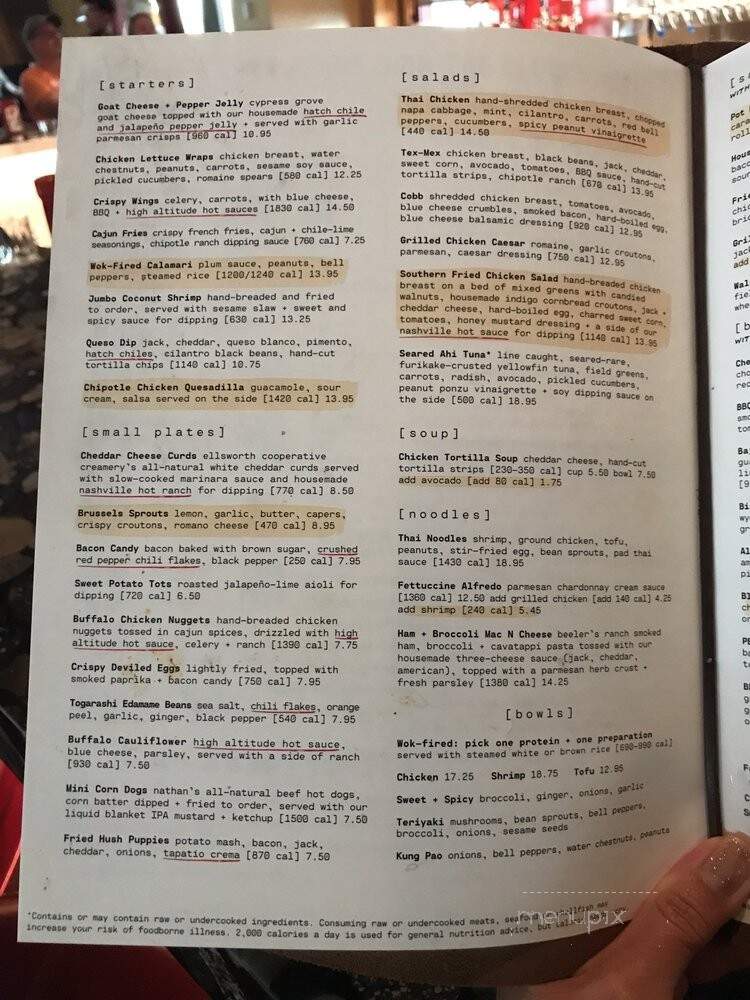 [starters]
Goat Cheese + Pepper Jelly cypress grove
goat cheese topped with our housemade hatch chile
and jalapeño pepper jelly + served with garlic
parmesan crisps [960 cal] 10.95
Chicken Lettuce Wraps chicken breast, water
chestnuts, peanuts, carrots, sesame soy sauce,
pickled cucumbers, romaine spears [580 cal] 12.25
Crispy Wings celery, carrots, with blue cheese,
BBQ + high altitude hot sauces [1830 cal] 14.50
Cajun Fries crispy french fries, cajun + chile-lime
seasonings, chipotle ranch dipping sauce [760 cal] 7.25
Wok-Fired Calamari plum sauce, peanuts, bell
peppers, steamed rice [1200/1240 cal] 13.95
Jumbo Coconut Shrimp hand-breaded and fried
to order, served with sesame slaw + sweet and
spicy sauce for dipping [630 cal] 13.25
Queso Dip jack, cheddar, queso blanco, pimento,
hatch chiles, cilantro black beans, hand-cut
tortilla chips [1140 cal] 10.75
Chipotle Chicken Quesadilla guacamole, sour
cream, salsa served on the side [1420 cal] 13.95
[small plates]
Cheddar Cheese Curds ellsworth cooperative
creamery's all-natural white cheddar curds served
with slow-cooked marinara sauce and housemade
nashville hot ranch for dipping [770 cal] 8.50
Brussels Sprouts lemon, garlic, butter, capers,
crispy croutons, romano cheese [470 cal] 8.95
Bacon Candy bacon baked with brown sugar, crushed
red pepper chili flakes, black pepper [250 cal] 7.95
Sweet Potato Tots roasted jalapeño-lime aioli for
dipping [720 cal] 6.50
Buffalo Chicken Nuggets hand-breaded chicken
nuggets tossed in cajun spices, drizzled with high
altitude hot sauce, celery + ranch [1390 cal] 7.75
Crispy Deviled Eggs lightly fried, topped with
smoked paprika + bacon candy [750 cal] 7.95
Togarashi Edamame Beans sea salt, chili flakes, orange
peel, garlic, ginger, black pepper [540 cal] 7.95
Buffalo Cauliflower high altitude hot sauce,
blue cheese, parsley, served with a side of ranch
[930 cal] 7.50
Mini Corn Dogs nathan's all-natural beef hot dogs,
corn batter dipped + fried to order, served with our
liquid blanket IPA mustard + ketchup [1500 cal] 7.50
Fried Hush Puppies potato mash, bacon, jack,
cheddar, onions, tapatío crema [870 cal] 7.50
[salads]
Thai Chicken hand-shredded chicken breast, chopped
napa cabbage, mint, cilantro, carrots, red bell
peppers, cucumbers, spicy peanut vinaigrette
[440 cal] 14.50
Tex-Mex chicken breast, black beans, jack, cheddar,
sweet corn, avocado, tomatoes, BBQ sauce, hand-cut
tortilla strips, chipotle ranch [670 cal] 13.95
Cobb shredded chicken breast, tomatoes, avocado,
blue cheese crumbles, smoked bacon, hard-boiled egg,
blue cheese balsamic dressing [920 cal] 12.95
Grilled Chicken Caesar romaine, garlic croutons,
parmesan, caesar dressing [750 cal] 12.95
Southern Fried Chicken Salad hand-breaded chicken
breast on a bed of mixed greens with candied
walnuts, housemade indigo cornbread croutons, jack +
cheddar cheese, hard-boiled egg, charred sweet corn,
tomatoes, honey mustard dressing + a side of our
nashville hot sauce for dipping [1140 cal] 13.95
Seared Ahi Tuna* line caught, seared-rare,
furikake-crusted yellowfin tuna, field greens,
carrots, radish, avocado, pickled cucumbers,
peanut ponzu vinaigrette + soy dipping sauce on
the side [500 cal] 18.95
[soup]
Chicken Tortilla Soup cheddar cheese, hand-cut
tortilla strips [230-350 cal] cup 5.50 bowl 7.50
add avocado [add 80 cal] 1.75
[noodles]
Thai Noodles shrimp, ground chicken, tofu,
peanuts, stir-fried egg, bean sprouts, pad thai
sauce [1430 cal] 18.95
Fettuccine Alfredo parmesan chardonnay cream sauce
[1360 cal] 12.50 add grilled chicken [add 140 cal] 4.25
add shrimp [240 cal] 5.45
Ham + Broccoli Mac N Cheese beeler's ranch smoked
ham, broccoli + cavatappi pasta tossed with our
housemade three-cheese sauce [jack, cheddar,
american], topped with a parmesan herb crust +
fresh parsley [1380 cal] 14.25
[bowls]
Wok-fired: pick one protein + one preparation
served with steamed white or brown rice [690-990 cal]
Chicken 17.25 Shrimp 18.75 Tofu 12.95
Sweet + Spicy broccoli, ginger, onions, garlic
Teriyaki mushrooms, bean sprouts, bell peppers,
broccoli, onions, sesame seeds
Kung Pao onions, bell peppers, water chestnuts, peanuts
*Contains or may contain raw or undercooked ingredients. Consuming raw or undercooked meats, seafood shellfish may
increase your risk of foodborne illness. 2,000 calories a day is used for general nutrition advice, but
menupix